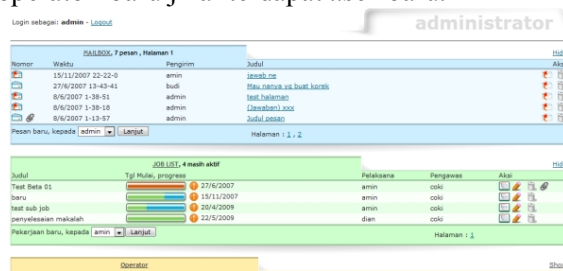 Login sebagai: admin - Logout
administrator
MAILBOX, 7 pesan , Halaman 1
Hid
Nomor Waktu Pengirim Judul Aks
15/11/2007 22-22-0 amin jawab ne
27/6/2007 13-43-41 budi Mau nanya yg buat korek
8/6/2007 1-38-51 admin test halaman
8/6/2007 1-38-18 admin (Jawaban) xxx
8/6/2007 1-13-57 admin Judul pesan
Pesan baru, kepada admin Lanjut Halaman : 1 , 2
JOB LIST, 4 masih aktif
Hid
Judul Tgl Mulai, progress Pelaksana Pengawas Aksi
Test Beta 01 27/6/2007 amin coki
baru 15/11/2007 amin coki
test sub job 20/4/2009 amin coki
penyelesaian makalah 22/5/2009 dian coki
Pekerjaan baru, kepada amin Lanjut Halaman : 1
Operator
Sho